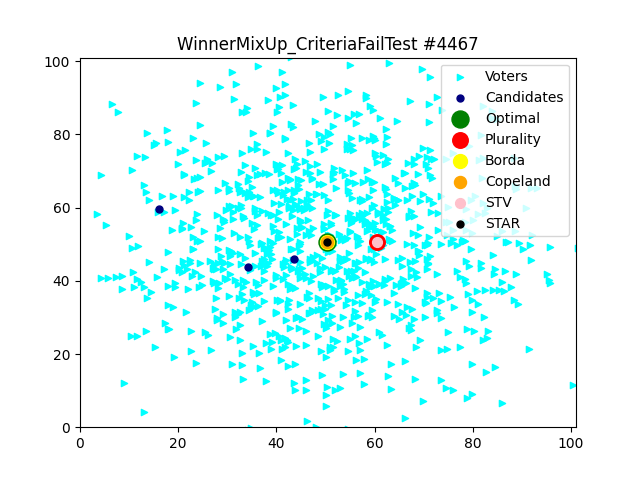 WinnerMixUp_CriteriaFailTest #4467
Voters
Candidates
Optimal
Plurality
Borda
Copeland
STV
STAR
100
80
60
40
20
0
0 20 40 60 80 100